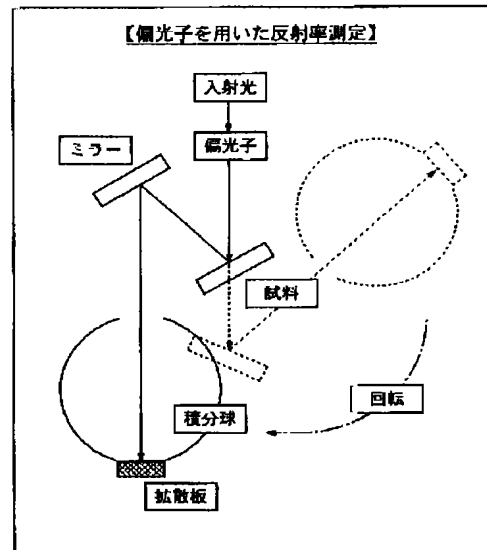 【偏光子を用いた反射率測定】
入射光
ミラー
偏光子
試料
積分球
回転
拡散板